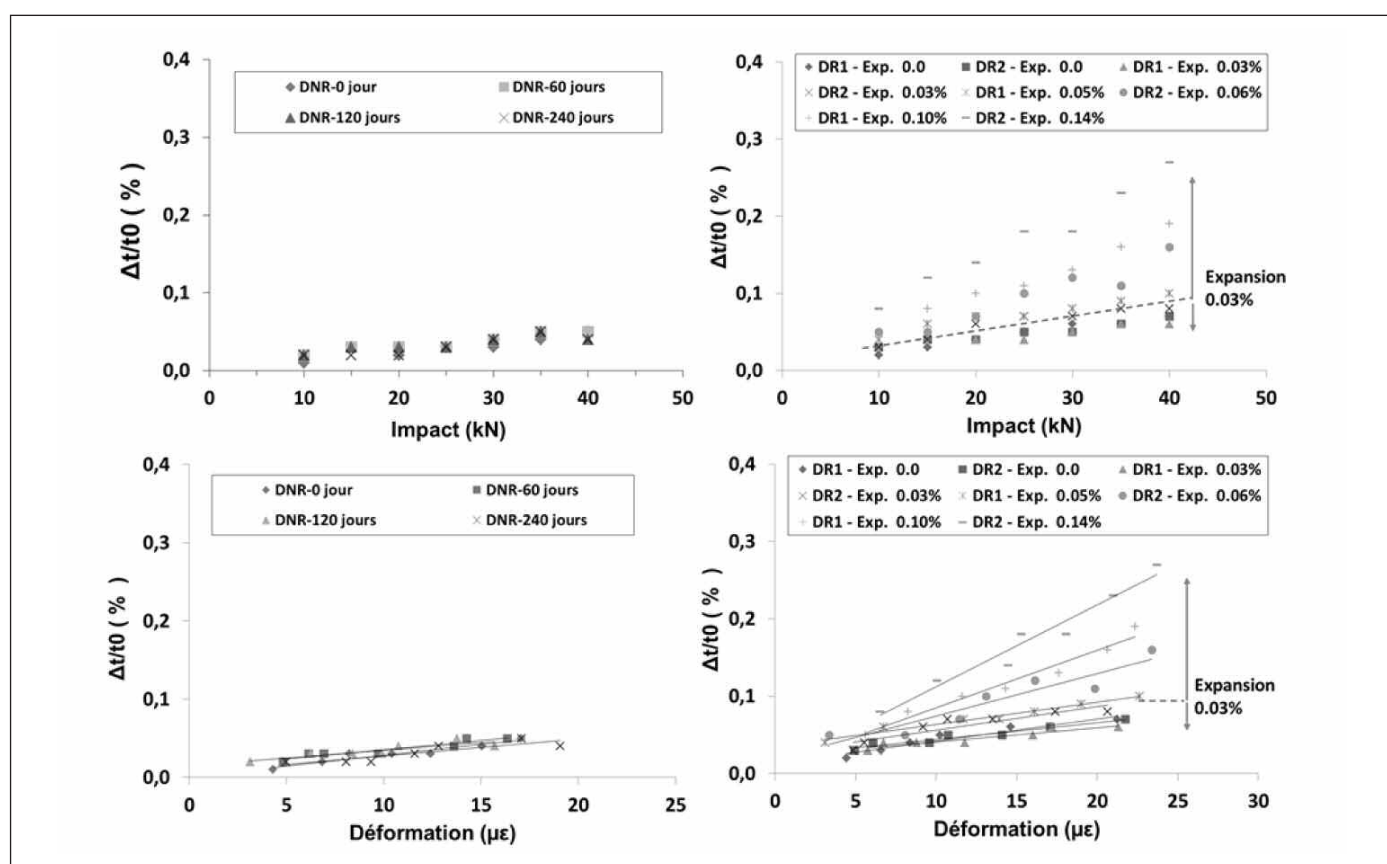 0,4
0,3
0,2
0,1
0,0
Δt/t0 ( % )
DNR-0 jour DNR-60 jours
DNR-120 jours DNR-240 jours
0 10 20 30 40 50
Impact (kN)
0,4
0,3
0,2
0,1
0,0
Δt/t0 ( % )
DR1 - Exp. 0.0 DR2 - Exp. 0.0 DR1 - Exp. 0.03%
DR2 - Exp. 0.03% DR1 - Exp. 0.05% DR2 - Exp. 0.06%
DR1 - Exp. 0.10% DR2 - Exp. 0.14%
Expansion
0.03%
0 10 20 30 40 50
Impact (kN)
0,4
0,3
0,2
0,1
0,0
Δt/t0 ( % )
DNR-0 jour DNR-60 jours
DNR-120 jours DNR-240 jours
0 5 10 15 20 25
Déformation (με)
0,4
0,3
0,2
0,1
0,0
Δt/t0 ( % )
DR1 - Exp. 0.0 DR2 - Exp. 0.0 DR1 - Exp. 0.03%
DR2 - Exp. 0.03% DR1 - Exp. 0.05% DR2 - Exp. 0.06%
DR1 - Exp. 0.10% DR2 - Exp. 0.14%
Expansion
0.03%
0 5 10 15 20 25 30
Déformation (με)